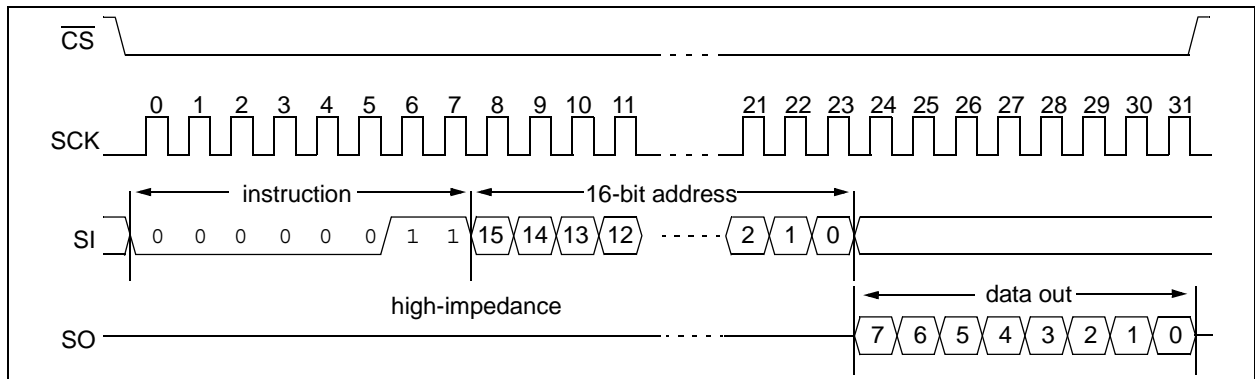 CS
0 1 2 3 4 5 6 7 8 9 10 11 21 22 23 24 25 26 27 28 29 30 31
SCK
instruction 16-bit address
SI 0 0 0 0 0 0 1 1 15 14 13 12 2 1 0
high-impedance data out
SO 7 6 5 4 3 2 1 0